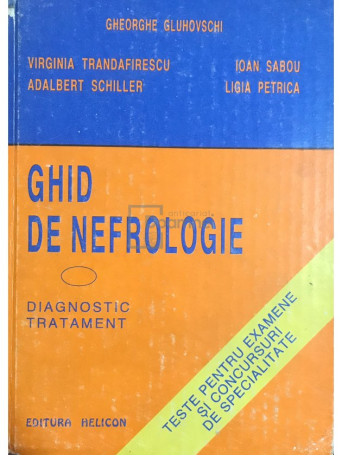 GHEORGHE GLUHOVSCHI
VIRGINIA TRANDAFIRESCU
IOAN SABOU
ADALBERT SCHILLER
LIGIA PETRICA
GHID
DE NEFROLOGIE
DIAGNOSTIC
TRATAMENT
TESTE PENTRU EXAMENE
ȘI CONCURSURI
DE SPECIALITATE
EDITURA HELICON